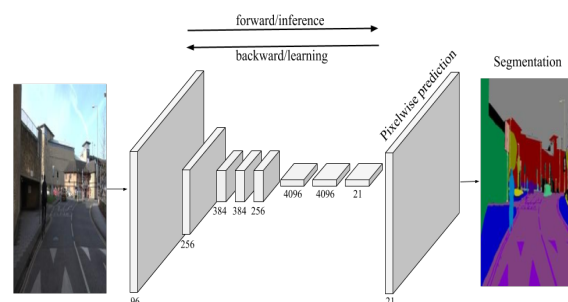 forward/inference
backward/learning
Segmentation
Pixelwise prediction
96
256
384
384
256
4096
4096
21
21